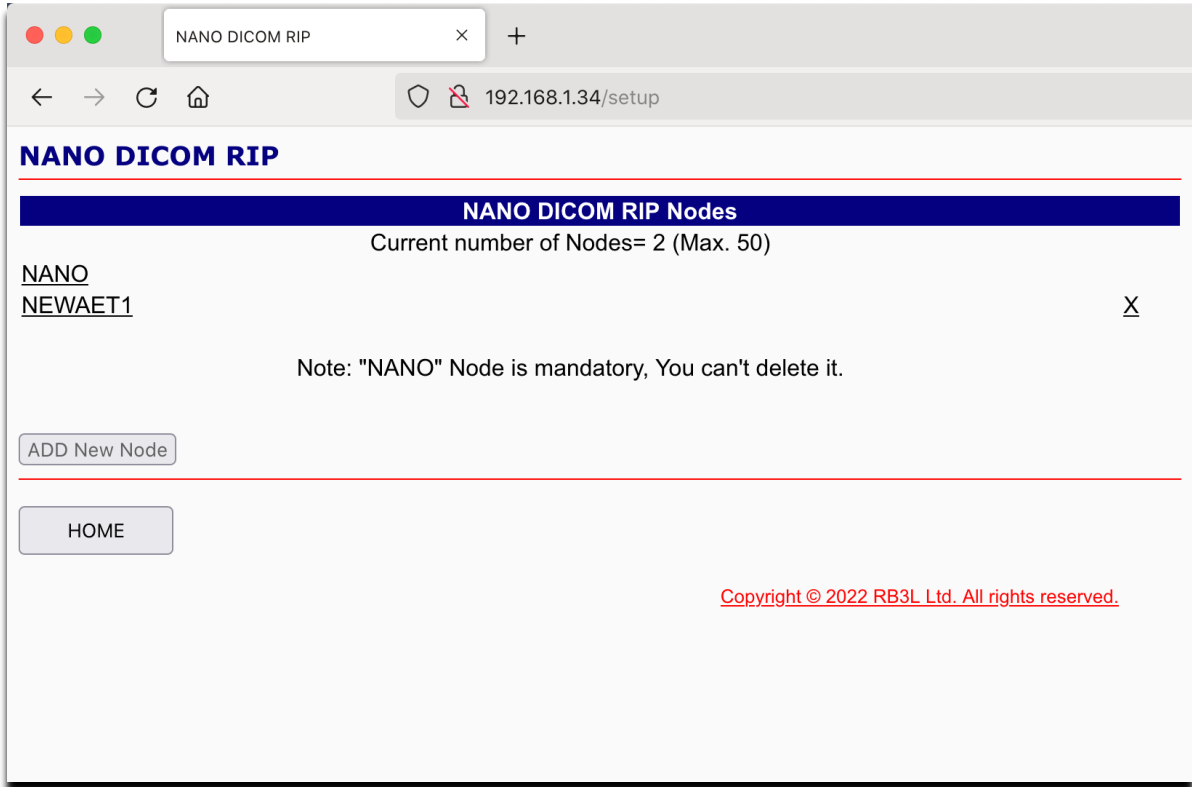 NANO DICOM RIP
192.168.1.34/setup
NANO DICOM RIP
NANO DICOM RIP Nodes
Current number of Nodes= 2 (Max. 50)
NANO
NEWAET1 X
Note: "NANO" Node is mandatory, You can't delete it.
ADD New Node
HOME
Copyright © 2022 RB3L Ltd. All rights reserved.